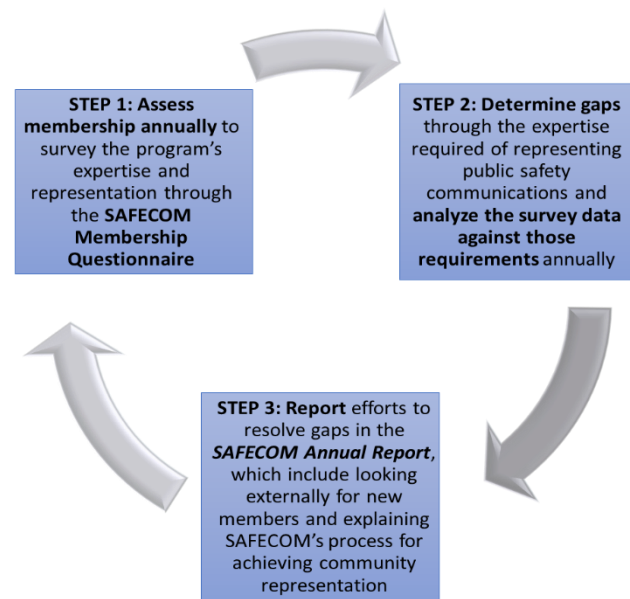 STEP 1: Assess
membership annually to
survey the program's
expertise and
representation through
the SAFECOM
Membership
Questionnaire
STEP 2: Determine gaps
through the expertise
required of representing
public safety
communications and
analyze the survey data
against those
requirements annually
STEP 3: Report efforts to
resolve gaps in the
SAFECOM Annual Report,
which include looking
externally for new
members and explaining
SAFECOM's process for
achieving community
representation